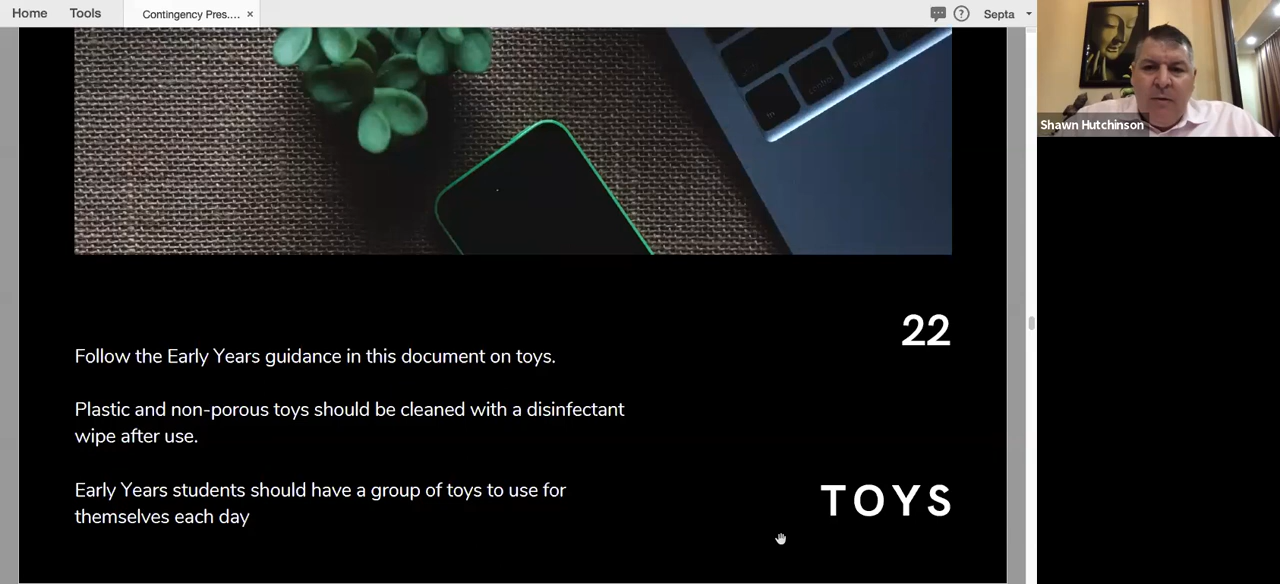 Home
Tools
Contingency Pres....
×
?
Septa
Shawn Hutchinson
22
Follow the Early Years guidance in this document on toys.
Plastic and non-porous toys should be cleaned with a disinfectant
wipe after use.
Early Years students should have a group of toys to use for
themselves each day
TOYS